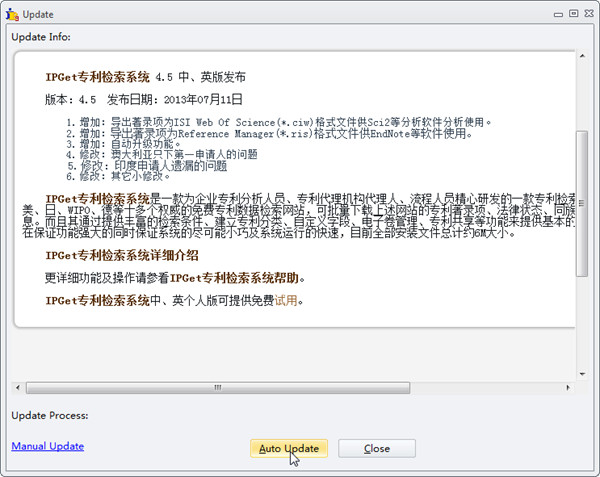 Update
Update Info:
IPGet专利检索系统 4.5 中、英版发布
版本：4.5 发布日期：2013年07月11日
1. 增加：导出著录项为ISI Web Of Science(*.ciw)格式文件供Sci2等分析软件分析使用。
2. 增加：导出著录项为Reference Manager(*.ris)格式文件供EndNote等软件使用。
3. 增加：自动升级功能。
4. 修改：澳大利亚只下第一申请人的问题
5. 修改：印度申请人遗漏的问题
6. 修改：其它小修改。
IPGet专利检索系统是一款为企业专利分析人员、专利代理机构代理人、流程人员精心研发的一款专利检索
美、日、WIPO、德等十多个权威的免费专利数据检索网站，可批量下载上述网站的专利著录项、法律状态、同族
息。而且其通过提供丰富的检索条件、建立专利分类、自定义字段、电子卷管理、专利共享等功能来提供基本的
在保证功能强大的同时保证系统的尽可能小巧及系统运行的快速，目前全部安装文件总计约6M大小。
IPGet专利检索系统详细介绍
更详细功能及操作请参看IPGet专利检索系统帮助。
IPGet专利检索系统中、英个人版可提供免费试用。
Update Process:
Manual Update
Auto Update
Close